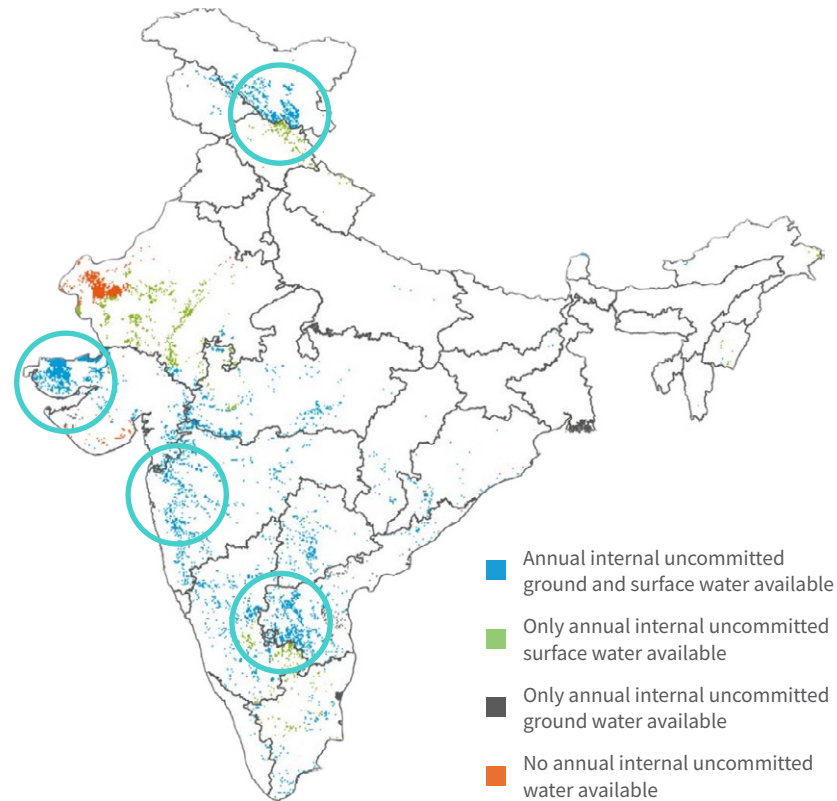 Annual internal uncommitted
ground and surface water available
Only annual internal uncommitted
surface water available
Only annual internal uncommitted
ground water available
No annual internal uncommitted
water available